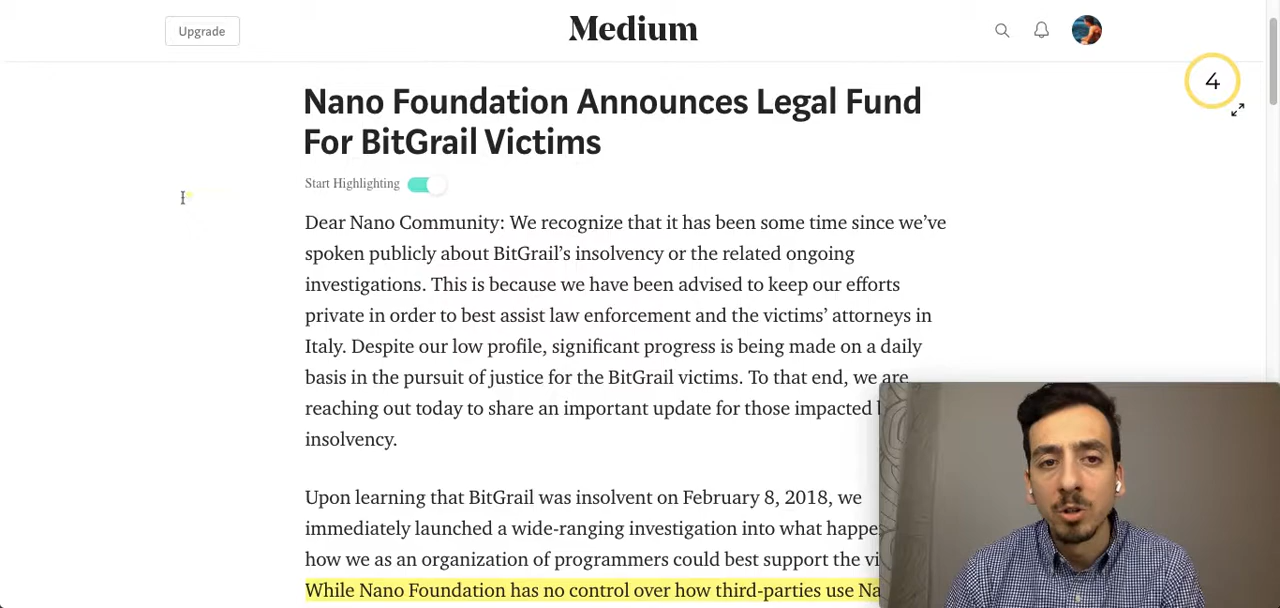 Upgrade
Medium
4
Nano Foundation Announces Legal Fund
For BitGrail Victims
Start Highlighting
Dear Nano Community: We recognize that it has been some time since we've
spoken publicly about BitGrail's insolvency or the related ongoing
investigations. This is because we have been advised to keep our efforts
private in order to best assist law enforcement and the victims' attorneys in
Italy. Despite our low profile, significant progress is being made on a daily
basis in the pursuit of justice for the BitGrail victims. To that end, we are
reaching out today to share an important update for those impacted
insolvency.
Upon learning that BitGrail was insolvent on February 8, 2018, we
immediately launched a wide-ranging investigation into what
how we as an organization of programmers could best support the
While Nano Foundation has no control over how third-parties use